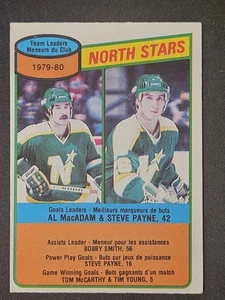 Team Leaders
Meneurs du Club
1979-80
NORTH STARS
N
Goals Leaders - Meilleurs marqueurs de buts
AL MacADAM & STEVE PAYNE, 42
Assists Leader - Meneur pour les assistances
BOBBY SMITH, 56
Power Play Goals - Buts sur jeux de puissance
STEVE PAYNE, 16
Game Winning Goals - Buts gagnants d'un match
TOM McCARTHY & TIM YOUNG, 5